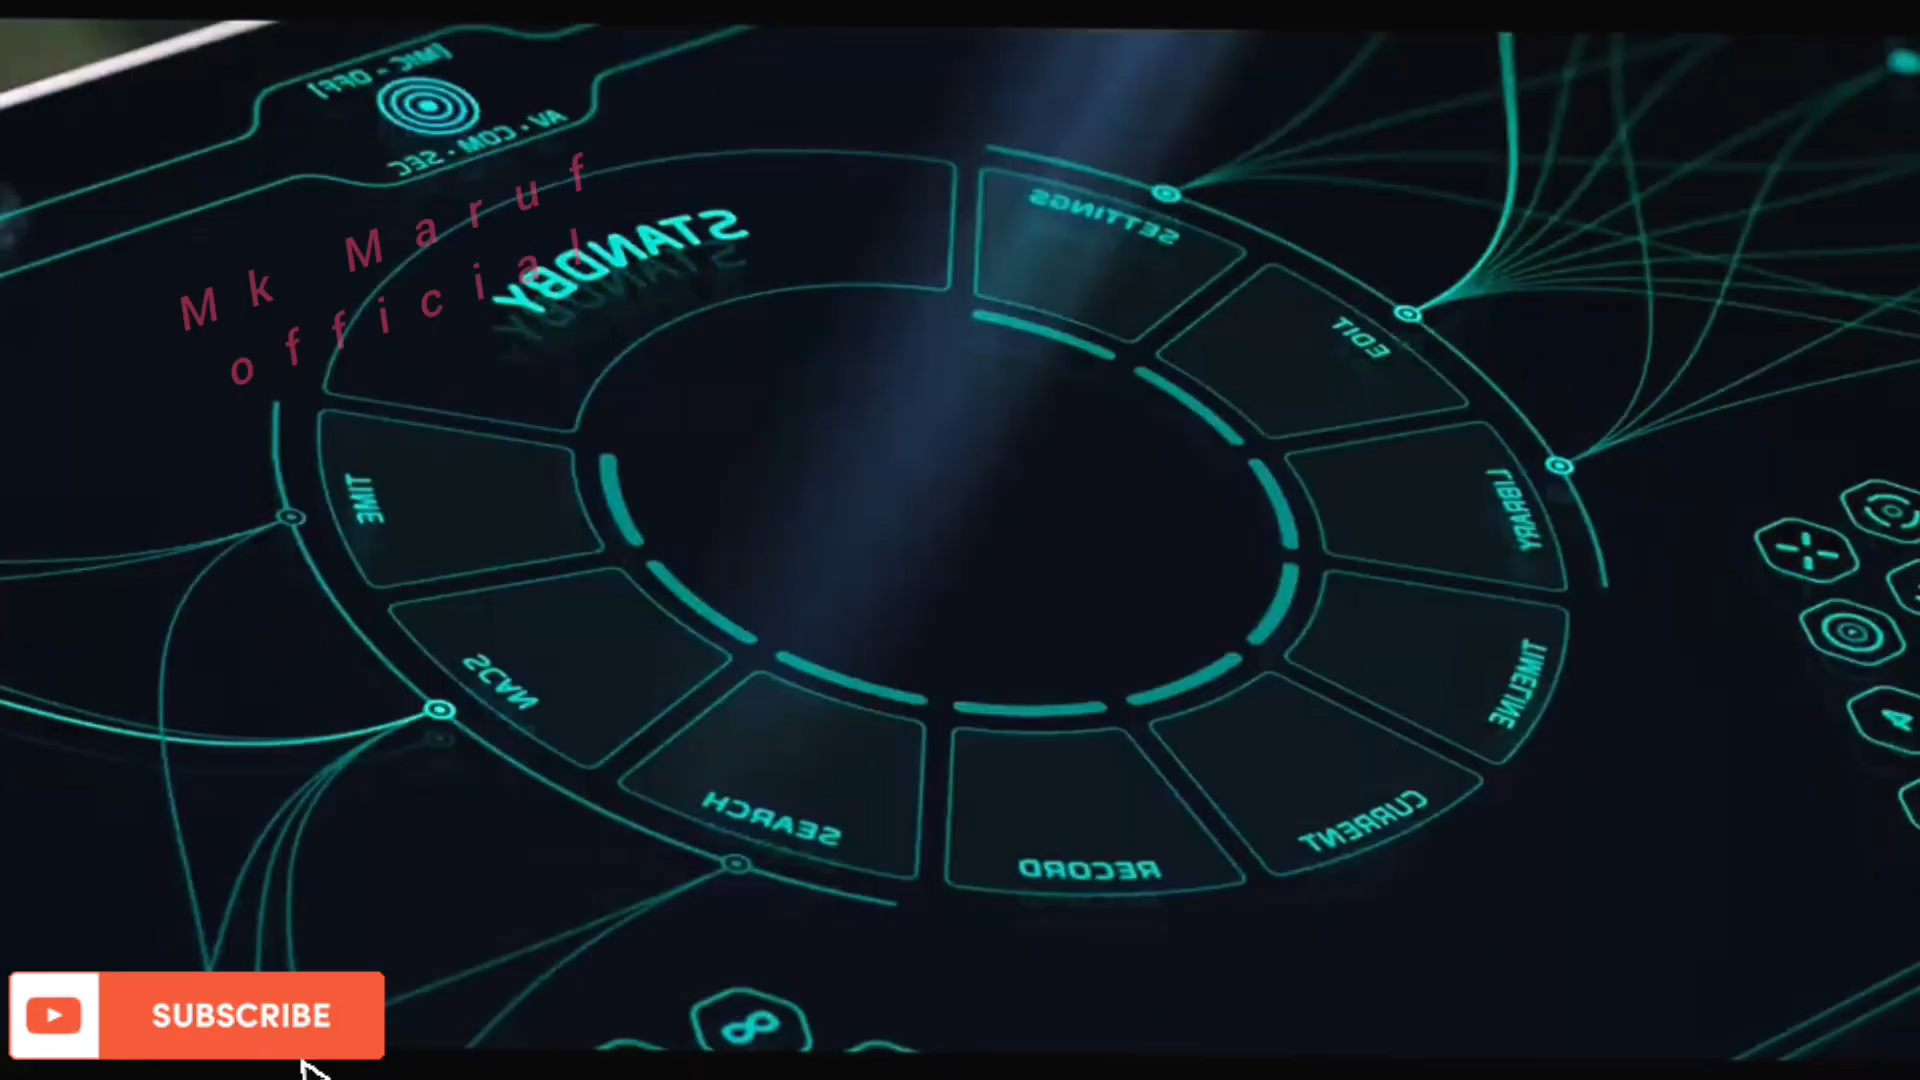 [MIC - OFF]
AV · COM · SEC
Mk Maruf
official
STANDBY
SETTINGS
EDIT
LIBRARY
TIME
TIMELINE
SCAN
SEARCH
CURRENT
RECORD
A
SUBSCRIBE